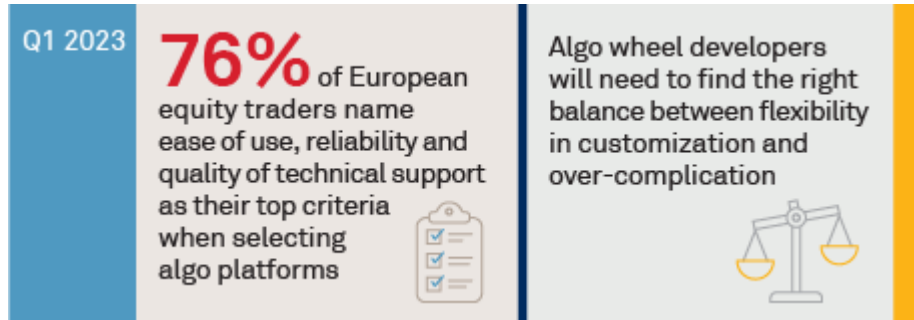 Q1 2023
76% of European
equity traders name
ease of use, reliability and
quality of technical support
as their top criteria
when selecting
algo platforms
Algo wheel developers
will need to find the right
balance between flexibility
in customization and
over-complication